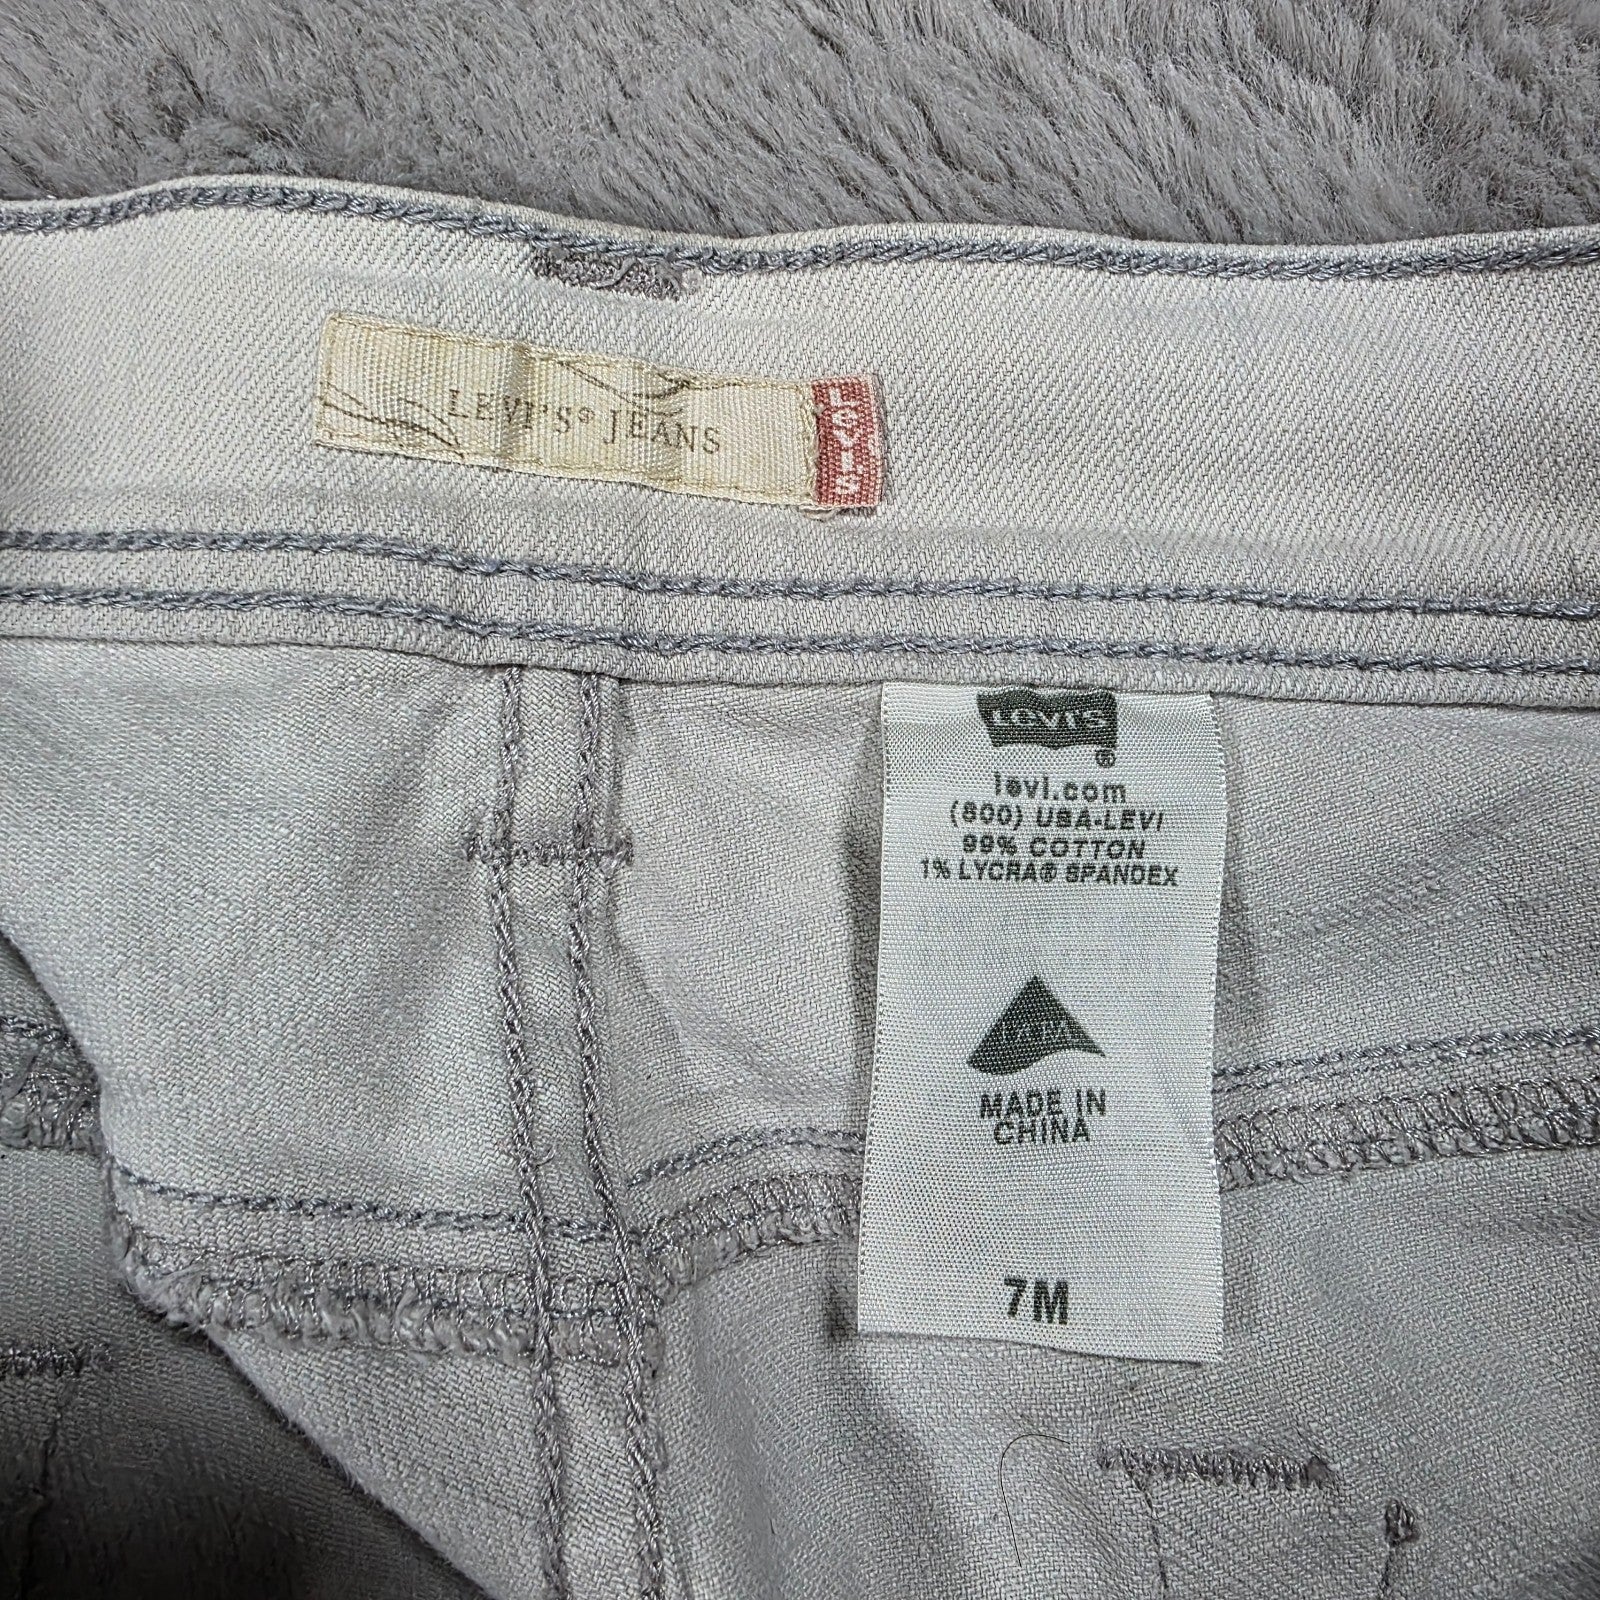 LEVI'S® JEANS
LEVI'S
LEVI'S
®
levi.com
(800) USA-LEVI
99% COTTON
1% LYCRA® SPANDEX
MADE IN
CHINA
7M